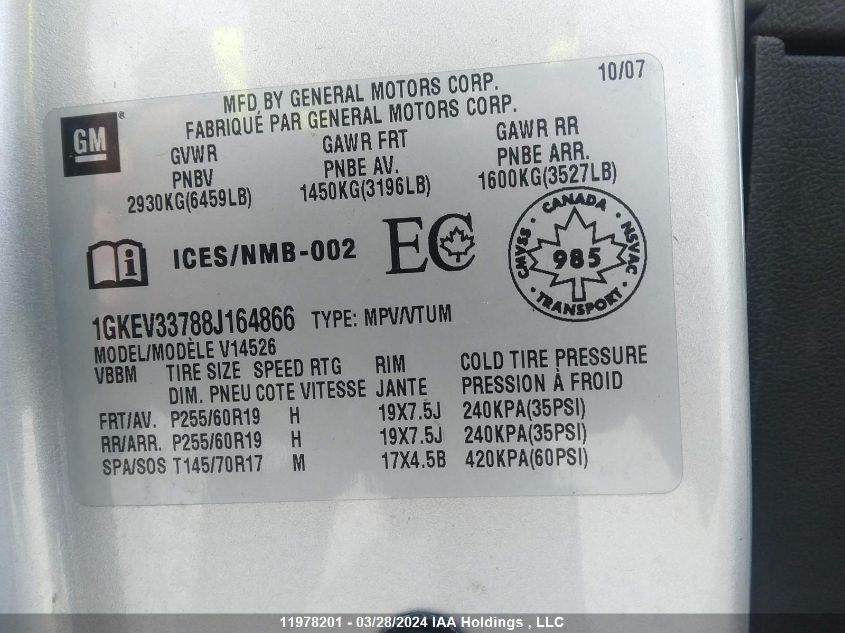 10/07
MFD BY GENERAL MOTORS CORP.
FABRIQUÉ PAR GENERAL MOTORS CORP.
GM®
GVWR GAWR FRT GAWR RR
PNBV PNBE AV. PNBE ARR.
2930KG(6459LB) 1450KG(3196LB) 1600KG(3527LB)
ICES/NMB-002 EC
CANADA
CMVSS 985 NSVAC
TRANSPORT
1GKEV33788J164866 TYPE: MPV/VTUM
MODEL/MODÈLE V14526
VBBM TIRE SIZE SPEED RTG RIM COLD TIRE PRESSURE
DIM. PNEU COTE VITESSE JANTE PRESSION À FROID
FRT/AV. P255/60R19 H 19X7.5J 240KPA(35PSI)
RR/ARR. P255/60R19 H 19X7.5J 240KPA(35PSI)
SPA/SOS T145/70R17 M 17X4.5B 420KPA(60PSI)
11978201 - 03/28/2024 IAA Holdings , LLC